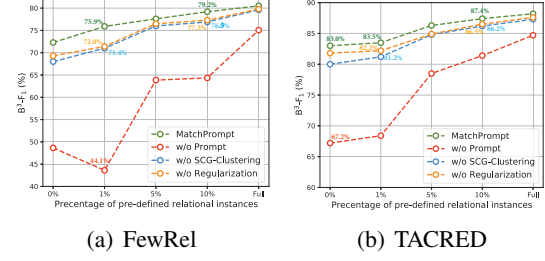 80
75
70
65
60
55
50
45
40
B³-F₁ (%)
75.9%
79.2%
72.0%
71.4%
77.3%
76.9%
44.1%
MatchPrompt
w/o Prompt
w/o SCG-Clustering
w/o Regularization
0% 1% 5% 10% Full
Precentage of pre-defined relational instances
(a) FewRel
90
85
80
75
70
65
60
B³-F₁ (%)
83.0%
83.5%
87.4%
81.2%
86.2%
67.2%
MatchPrompt
w/o Prompt
w/o SCG-Clustering
w/o Regularization
0% 1% 5% 10% Full
Precentage of pre-defined relational instances
(b) TACRED